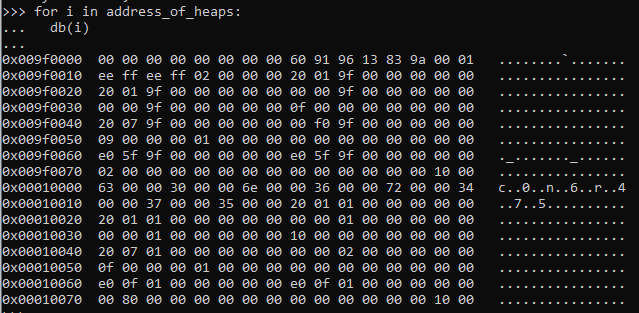 >>> for i in address_of_heaps:
...   db(i)
...
0x009f0000  00 00 00 00 00 00 00 00 60 91 96 13 83 9a 00 01   ........`.......
0x009f0010  ee ff ee ff 02 00 00 00 20 01 9f 00 00 00 00 00   ................
0x009f0020  20 01 9f 00 00 00 00 00 00 00 9f 00 00 00 00 00   ................
0x009f0030  00 00 9f 00 00 00 00 00 0f 00 00 00 00 00 00 00   ................
0x009f0040  20 07 9f 00 00 00 00 00 00 f0 9f 00 00 00 00 00   ................
0x009f0050  09 00 00 00 01 00 00 00 00 00 00 00 00 00 00 00   ................
0x009f0060  e0 5f 9f 00 00 00 00 00 e0 5f 9f 00 00 00 00 00   ._......._......
0x009f0070  02 00 00 00 00 00 00 00 00 00 00 00 00 00 10 00   ................
0x00010000  63 00 00 30 00 00 6e 00 00 36 00 00 72 00 00 34   c..0..n..6..r..4
0x00010010  00 00 37 00 00 35 00 00 20 01 01 00 00 00 00 00   ..7..5..........
0x00010020  20 01 01 00 00 00 00 00 00 00 01 00 00 00 00 00   ................
0x00010030  00 00 01 00 00 00 00 00 10 00 00 00 00 00 00 00   ................
0x00010040  20 07 01 00 00 00 00 00 00 00 02 00 00 00 00 00   ................
0x00010050  0f 00 00 00 01 00 00 00 00 00 00 00 00 00 00 00   ................
0x00010060  e0 0f 01 00 00 00 00 00 e0 0f 01 00 00 00 00 00   ................
0x00010070  00 80 00 00 00 00 00 00 00 00 00 00 00 00 10 00   ................
>>>